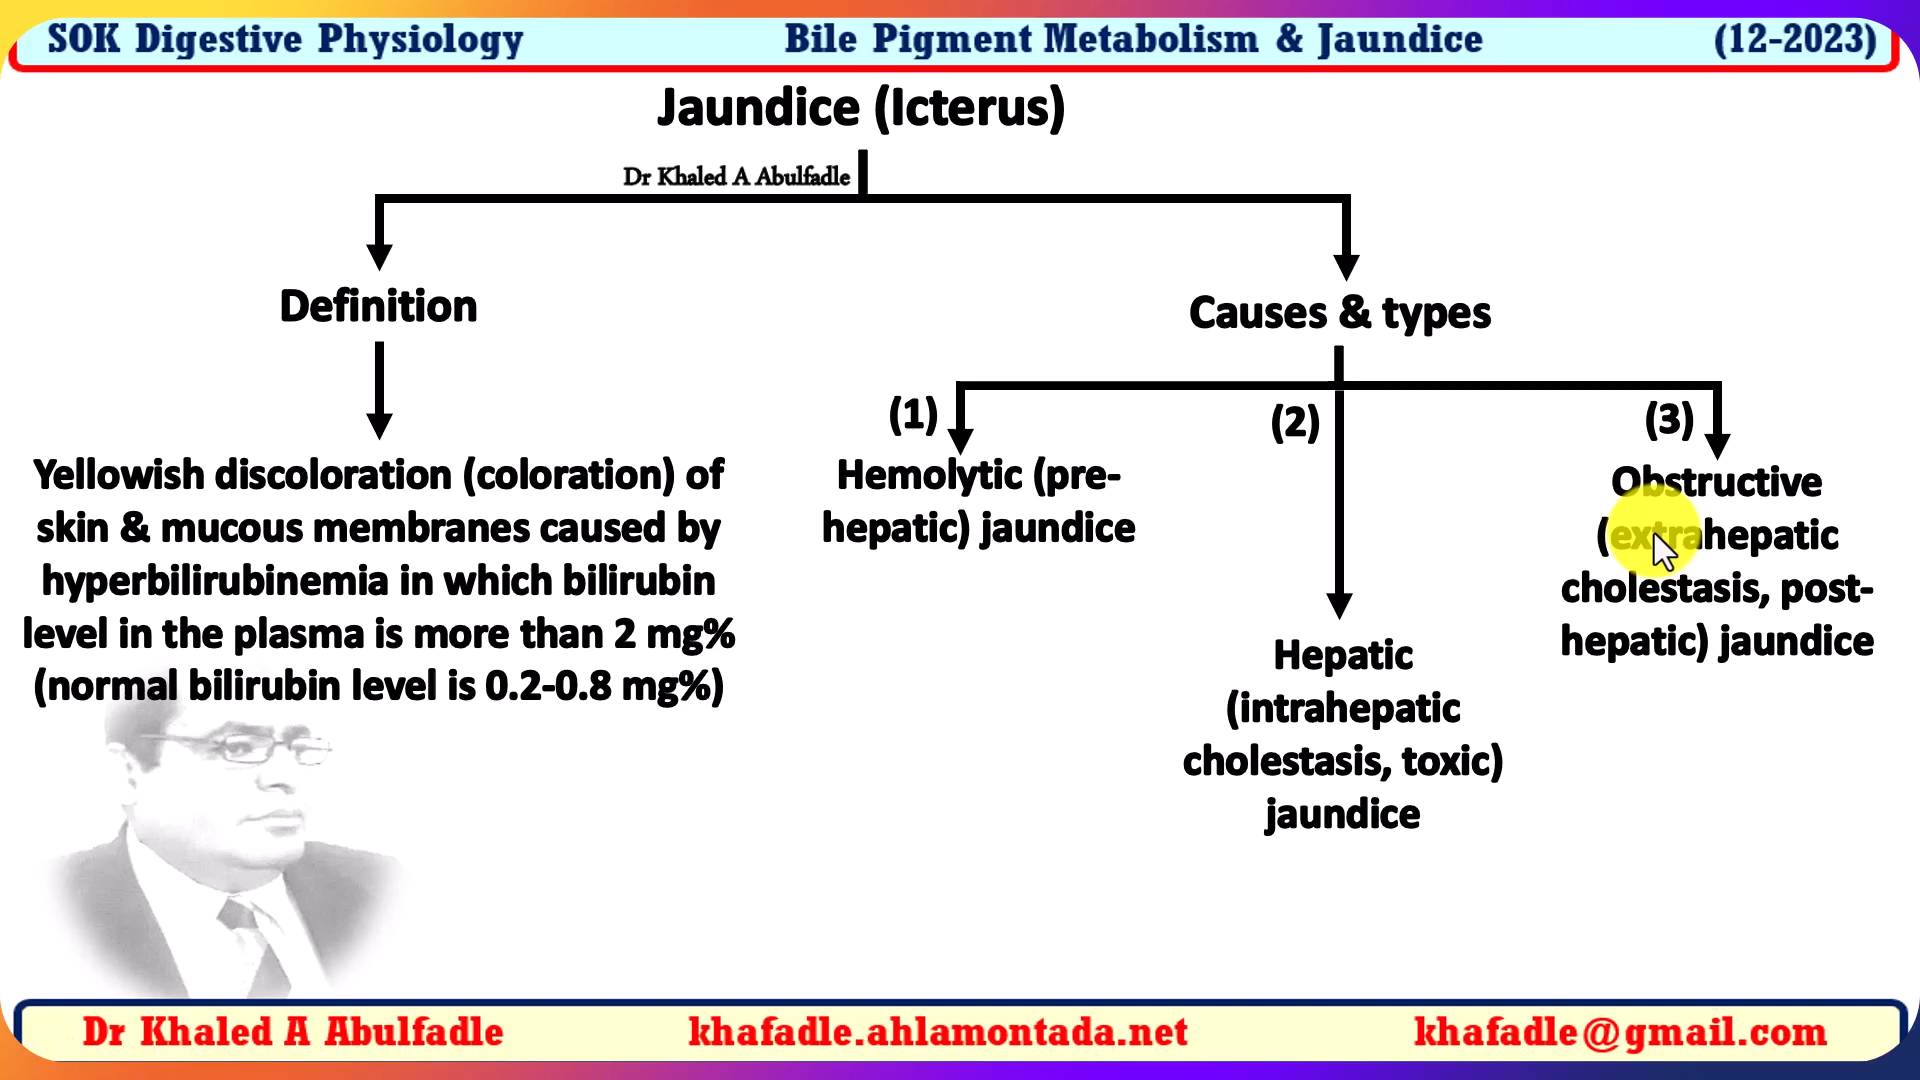 SOK Digestive Physiology Bile Pigment Metabolism & Jaundice (12-2023)
Jaundice (Icterus)
Dr Khaled A Abulfadle
Definition
Yellowish discoloration (coloration) of
skin & mucous membranes caused by
hyperbilirubinemia in which bilirubin
level in the plasma is more than 2 mg%
(normal bilirubin level is 0.2-0.8 mg%)
Causes & types
(1)
Hemolytic (pre-
hepatic) jaundice
(2)
Hepatic
(intrahepatic
cholestasis, toxic)
jaundice
(3)
Obstructive
(extrahepatic
cholestasis, post-
hepatic) jaundice
Dr Khaled A Abulfadle khafadle.ahlamontada.net khafadle@gmail.com